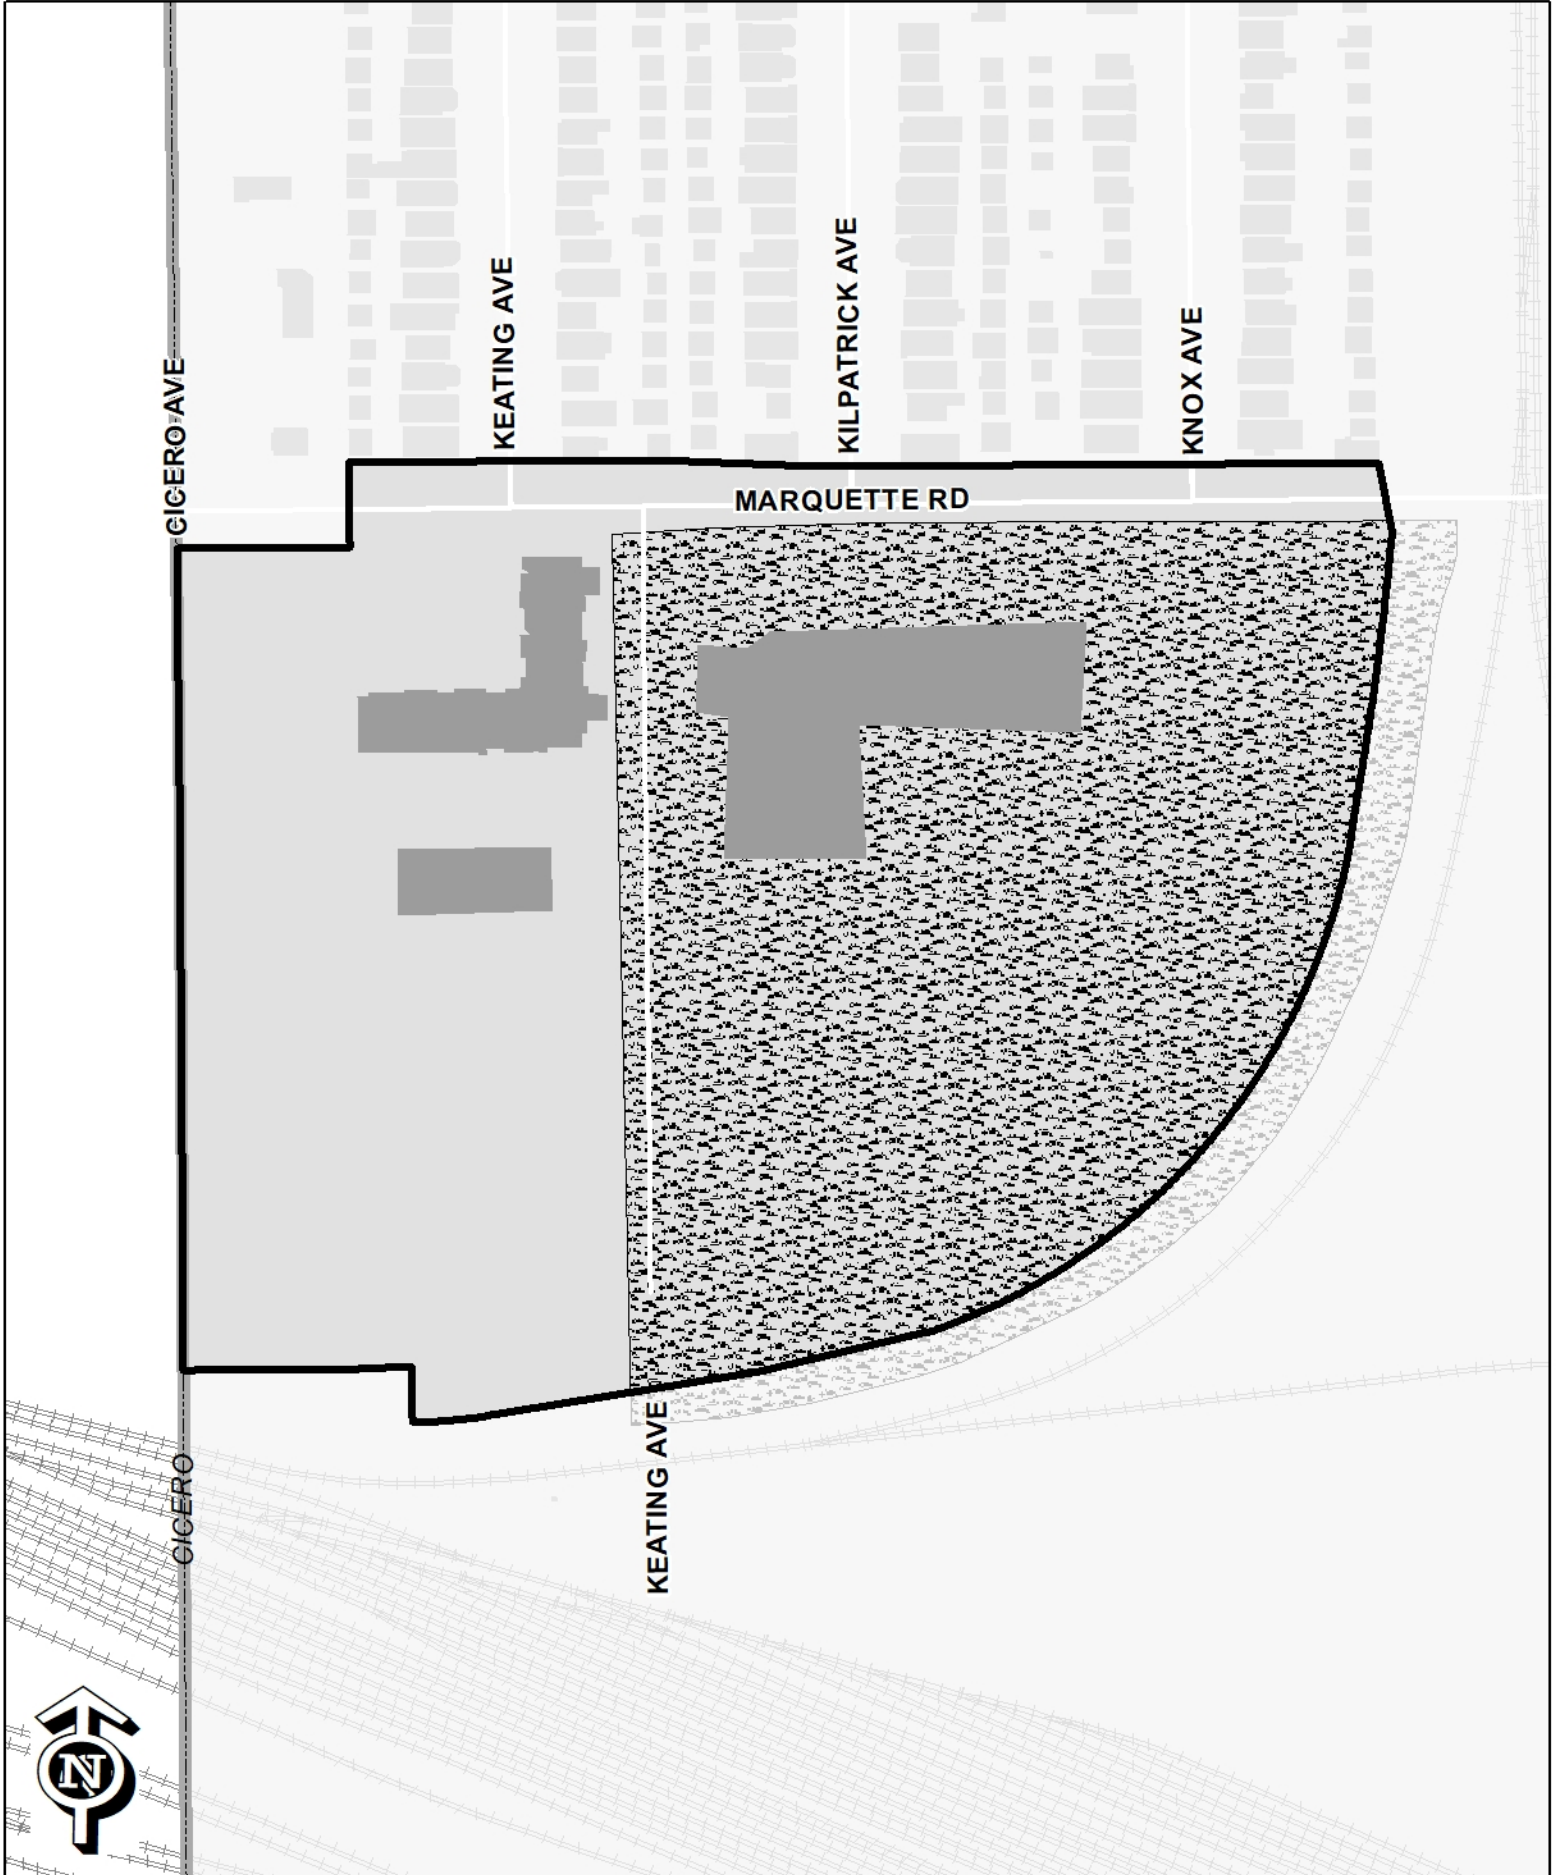 KEATING AVE
KILPATRICK AVE
KNOX AVE
CICERO AVE
MARQUETTE RD
KEATING AVE
CICERO
N